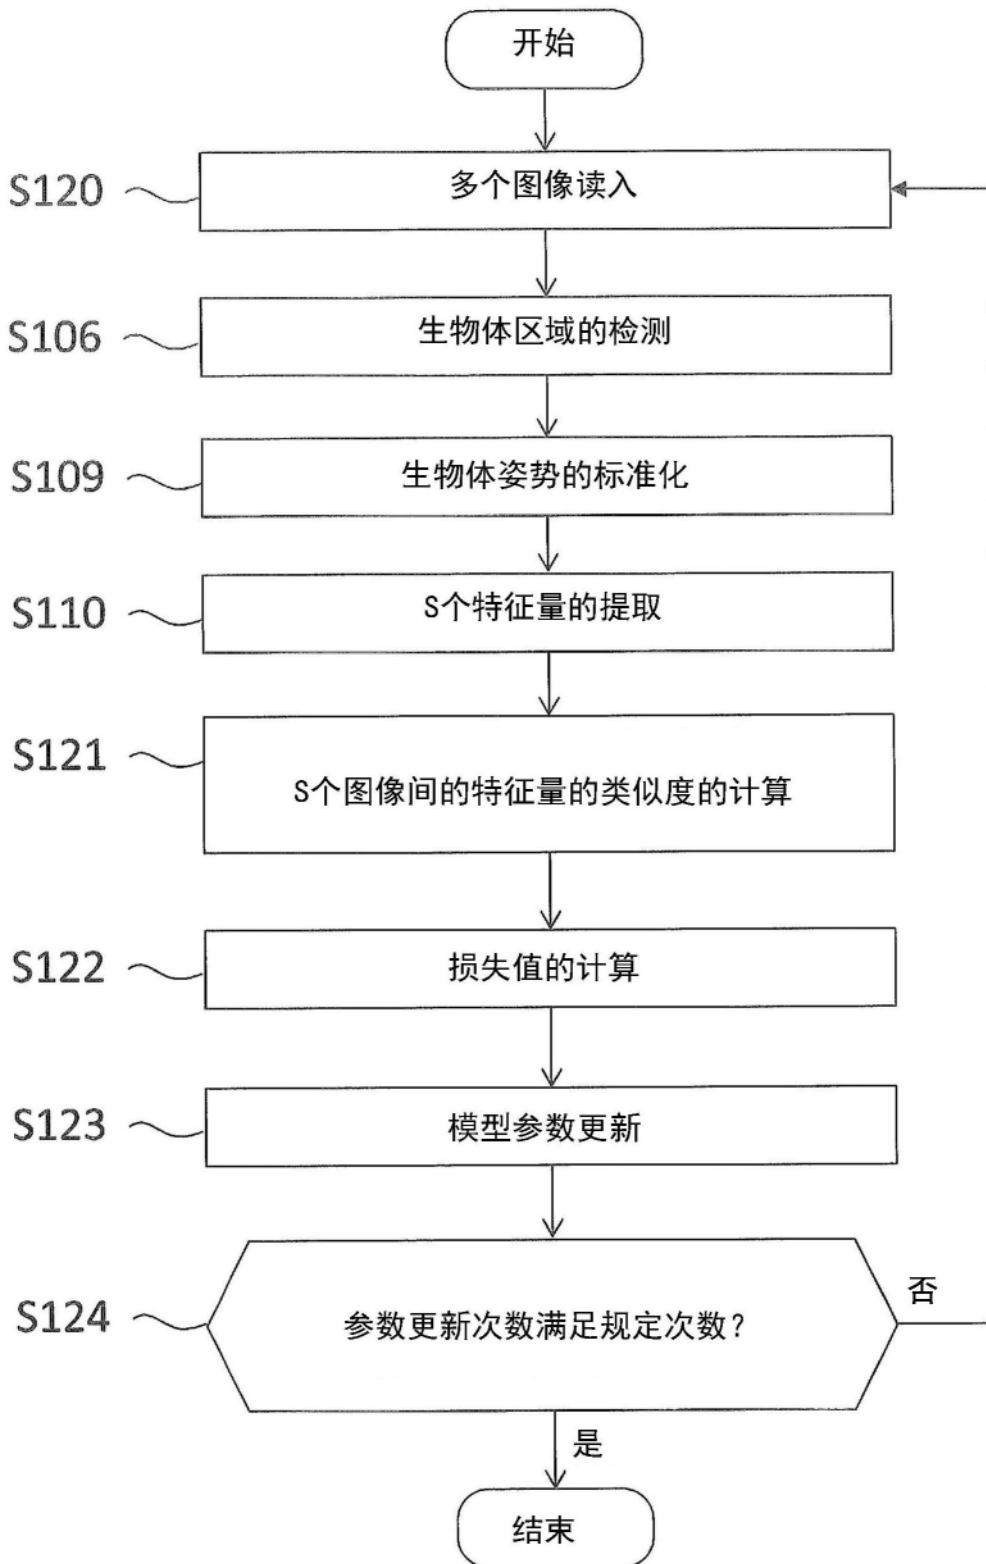 开始
S120
多个图像读入
S106
生物体区域的检测
S109
生物体姿势的标准化
S110
S个特征量的提取
S121
S个图像间的特征量的类似度的计算
S122
损失值的计算
S123
模型参数更新
S124
参数更新次数满足规定次数?
否
是
结束